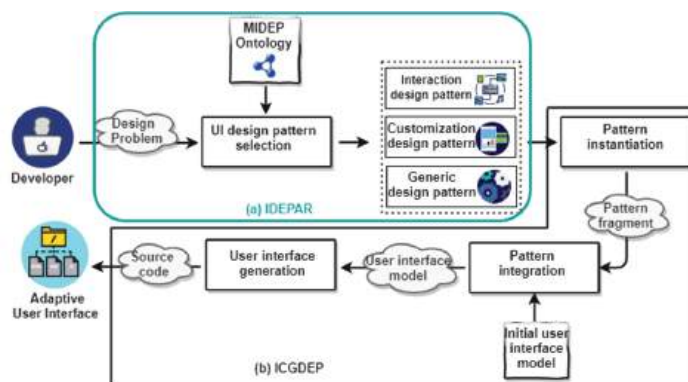 MIDEP
Ontology
Interaction
design pattern
Design
Problem
UI design pattern
selection
Customization
design pattern
Pattern
instantiation
Developer
Generic
design pattern
(a) IDEPAR
Pattern
fragment
Source
code
User interface
generation
User interface
model
Pattern
integration
Adaptive
User Interface
Initial user
interface
model
(b) ICGDEP